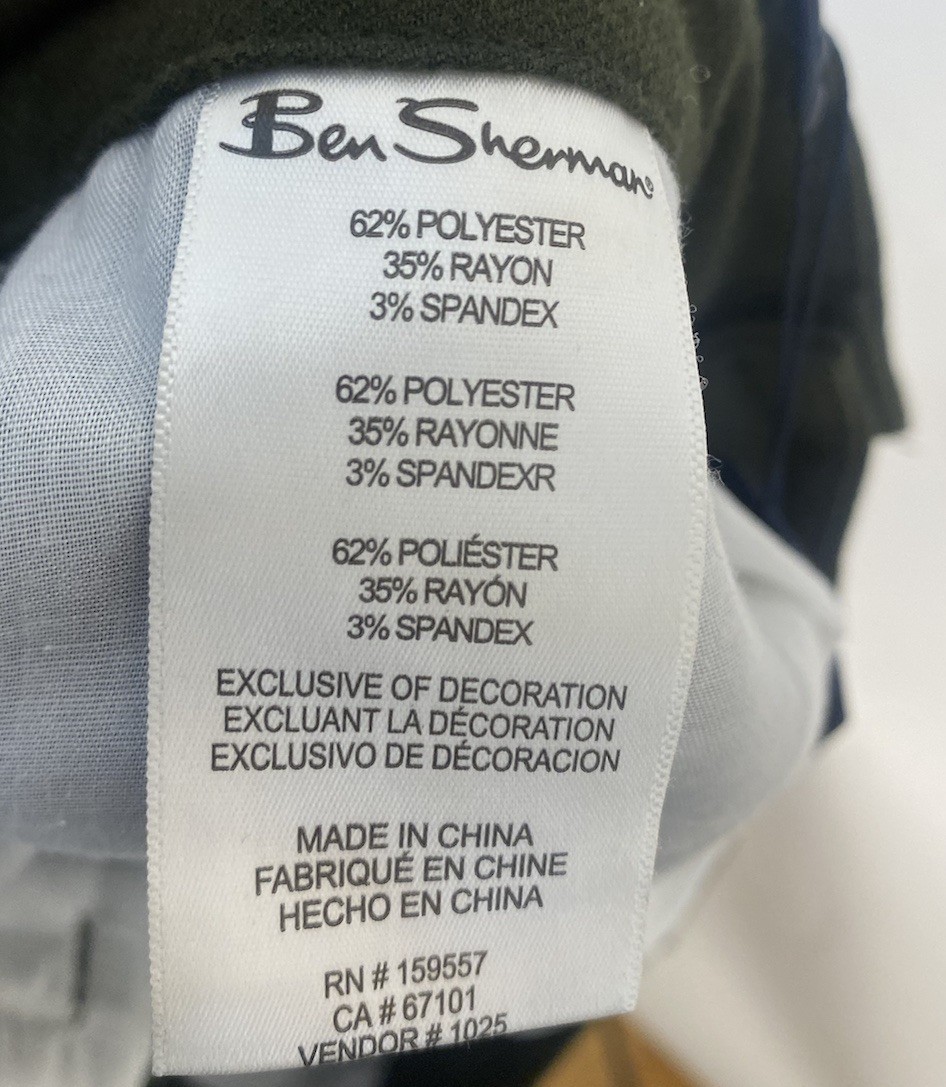 Ben Sherman®
62% POLYESTER
35% RAYON
3% SPANDEX
62% POLYESTER
35% RAYONNE
3% SPANDEXR
62% POLIÉSTER
35% RAYÓN
3% SPANDEX
EXCLUSIVE OF DECORATION
EXCLUANT LA DÉCORATION
EXCLUSIVO DE DÉCORACION
MADE IN CHINA
FABRIQUÉ EN CHINE
HECHO EN CHINA
RN # 159557
CA # 67101
VENDOR # 1025